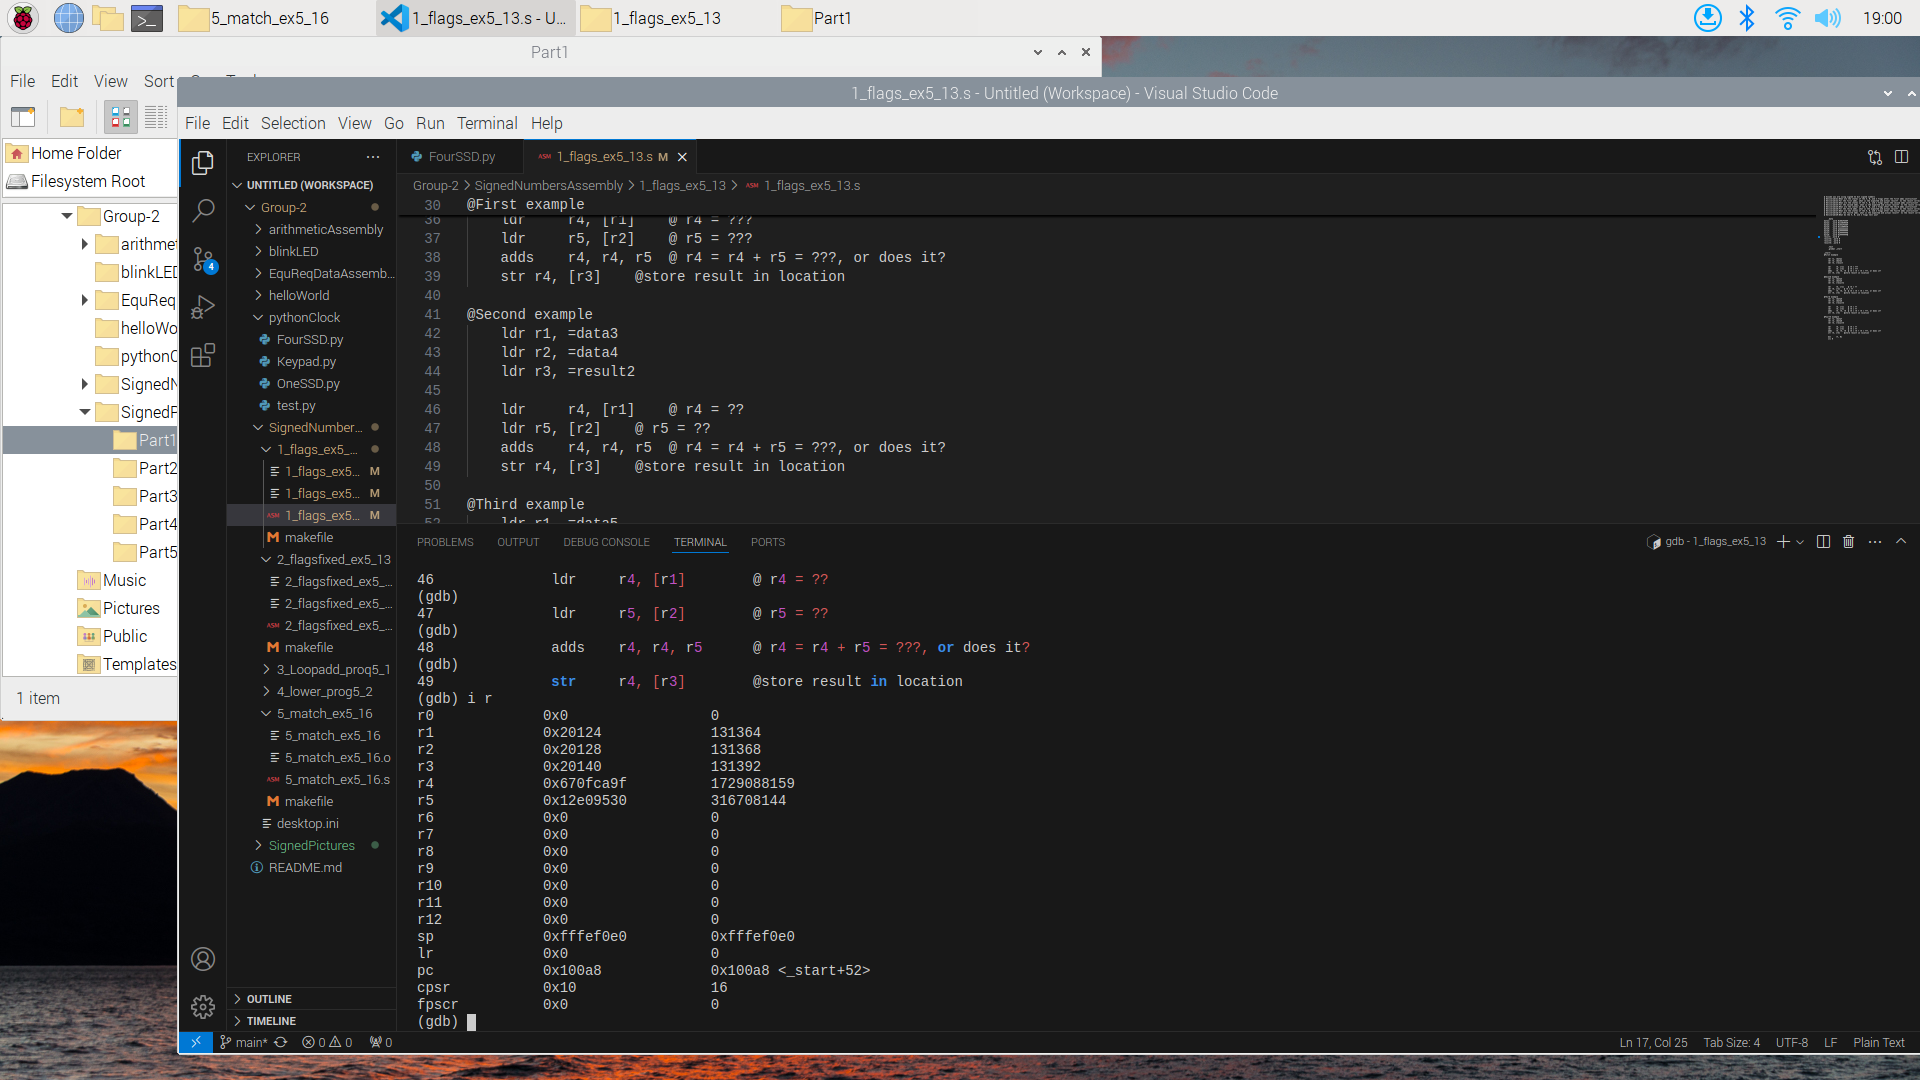 5_match_ex5_16
1_flags_ex5_13.s - U...
1_flags_ex5_13
Part1
19:00
Part1
File Edit View Sort
Home Folder
Filesystem Root
Group-2
arithmet
blinkLED
EquReq
helloWo
pythonC
SignedN
SignedP
Part1
Part2
Part3
Part4
Part5
Music
Pictures
Public
Templates
1 item
1_flags_ex5_13.s - Untitled (Workspace) - Visual Studio Code
File Edit Selection View Go Run Terminal Help
EXPLORER
UNTITLED (WORKSPACE)
Group-2
arithmeticAssembly
blinkLED
EquReqDataAssemb...
helloWorld
pythonClock
FourSSD.py
Keypad.py
OneSSD.py
test.py
SignedNumber...
1_flags_ex5_...
1_flags_ex5... M
1_flags_ex5... M
ASM 1_flags_ex5... M
M makefile
2_flagsfixed_ex5_13
2_flagsfixed_ex5_...
2_flagsfixed_ex5_...
ASM 2_flagsfixed_ex5_...
M makefile
3_Loopadd_proq5_1
4_lower_prog5_2
5_match_ex5_16
5_match_ex5_16
5_match_ex5_16.o
ASM 5_match_ex5_16.s
M makefile
desktop.ini
SignedPictures
README.md
OUTLINE
TIMELINE
4
FourSSD.py
ASM 1_flags_ex5_13.s M
Group-2 > SignedNumbersAssembly > 1_flags_ex5_13 > ASM 1_flags_ex5_13.s
30 @First example
36 ldr r4, [r1] @ r4 = ???
37 ldr r5, [r2] @ r5 = ???
38 adds r4, r4, r5 @ r4 = r4 + r5 = ???, or does it?
39 str r4, [r3] @store result in location
40
41 @Second example
42 ldr r1, =data3
43 ldr r2, =data4
44 ldr r3, =result2
45
46 ldr r4, [r1] @ r4 = ??
47 ldr r5, [r2] @ r5 = ??
48 adds r4, r4, r5 @ r4 = r4 + r5 = ???, or does it?
49 str r4, [r3] @store result in location
50
51 @Third example
52 ldr r1, =data5
PROBLEMS OUTPUT DEBUG CONSOLE TERMINAL PORTS
gdb - 1_flags_ex5_13
46 ldr r4, [r1] @ r4 = ??
(gdb)
47 ldr r5, [r2] @ r5 = ??
(gdb)
48 adds r4, r4, r5 @ r4 = r4 + r5 = ???, or does it?
(gdb)
49 str r4, [r3] @store result in location
(gdb) i r
r0 0x0 0
r1 0x20124 131364
r2 0x20128 131368
r3 0x20140 131392
r4 0x670fca9f 1729088159
r5 0x12e09530 316708144
r6 0x0 0
r7 0x0 0
r8 0x0 0
r9 0x0 0
r10 0x0 0
r11 0x0 0
r12 0x0 0
sp 0xfffef0e0 0xfffef0e0
lr 0x0 0
pc 0x100a8 0x100a8 <_start+52>
cpsr 0x10 16
fpscr 0x0 0
(gdb)
main* 0 0 0
Ln 17, Col 25 Tab Size: 4 UTF-8 LF Plain Text